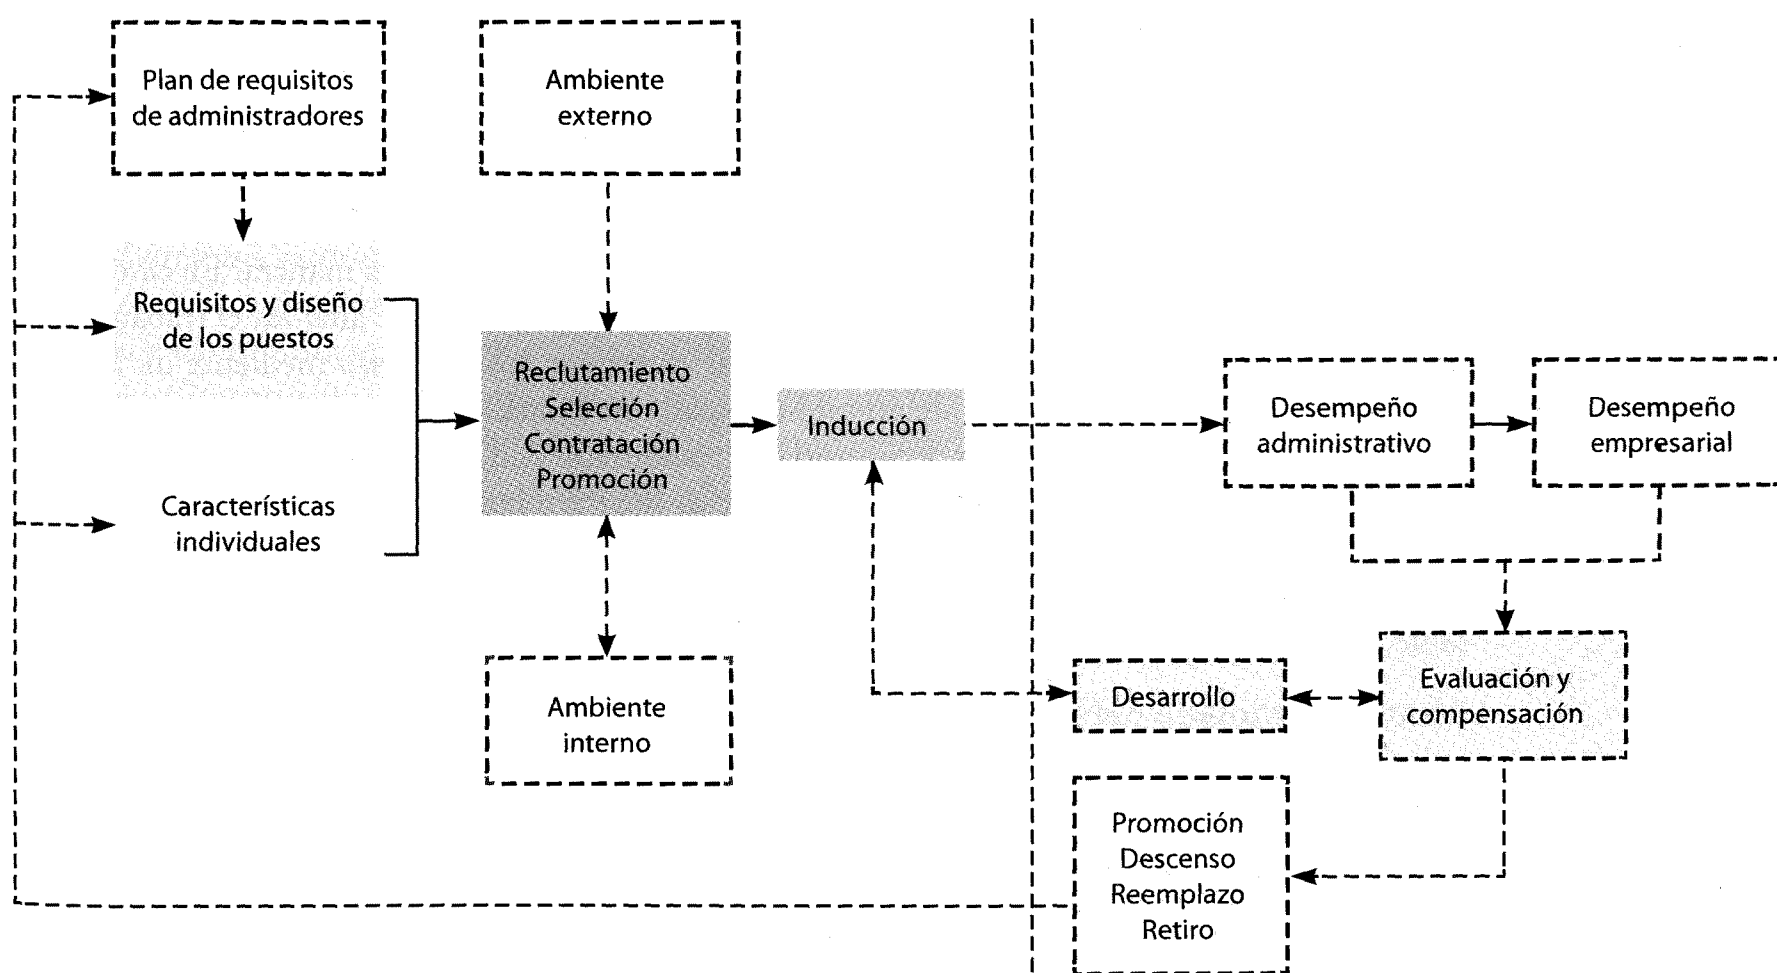 Plan de requisitos
de administradores
Ambiente
externo
Requisitos y diseño
de los puestos
Reclutamiento
Selección
Contratación
Promoción
Inducción
Desempeño
administrativo
Desempeño
empresarial
Características
individuales
Ambiente
interno
Desarrollo
Evaluación y
compensación
Promoción
Descenso
Reemplazo
Retiro